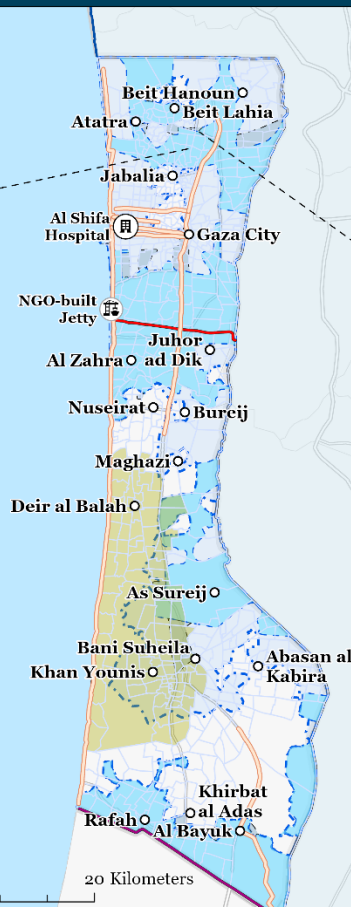 Beit Hanoun
Beit Lahia
Atatra
Jabalia
Al Shifa
Hospital
Gaza City
NGO-built
Jetty
Juhor
ad Dik
Al Zahra
Nuseirat
Bureij
Maghazi
Deir al Balah
As Sureij
Bani Suheila
Khan Younis
Abasan al
Kabira
Khirbat
al Adas
Rafah
Al Bayuk
20 Kilometers